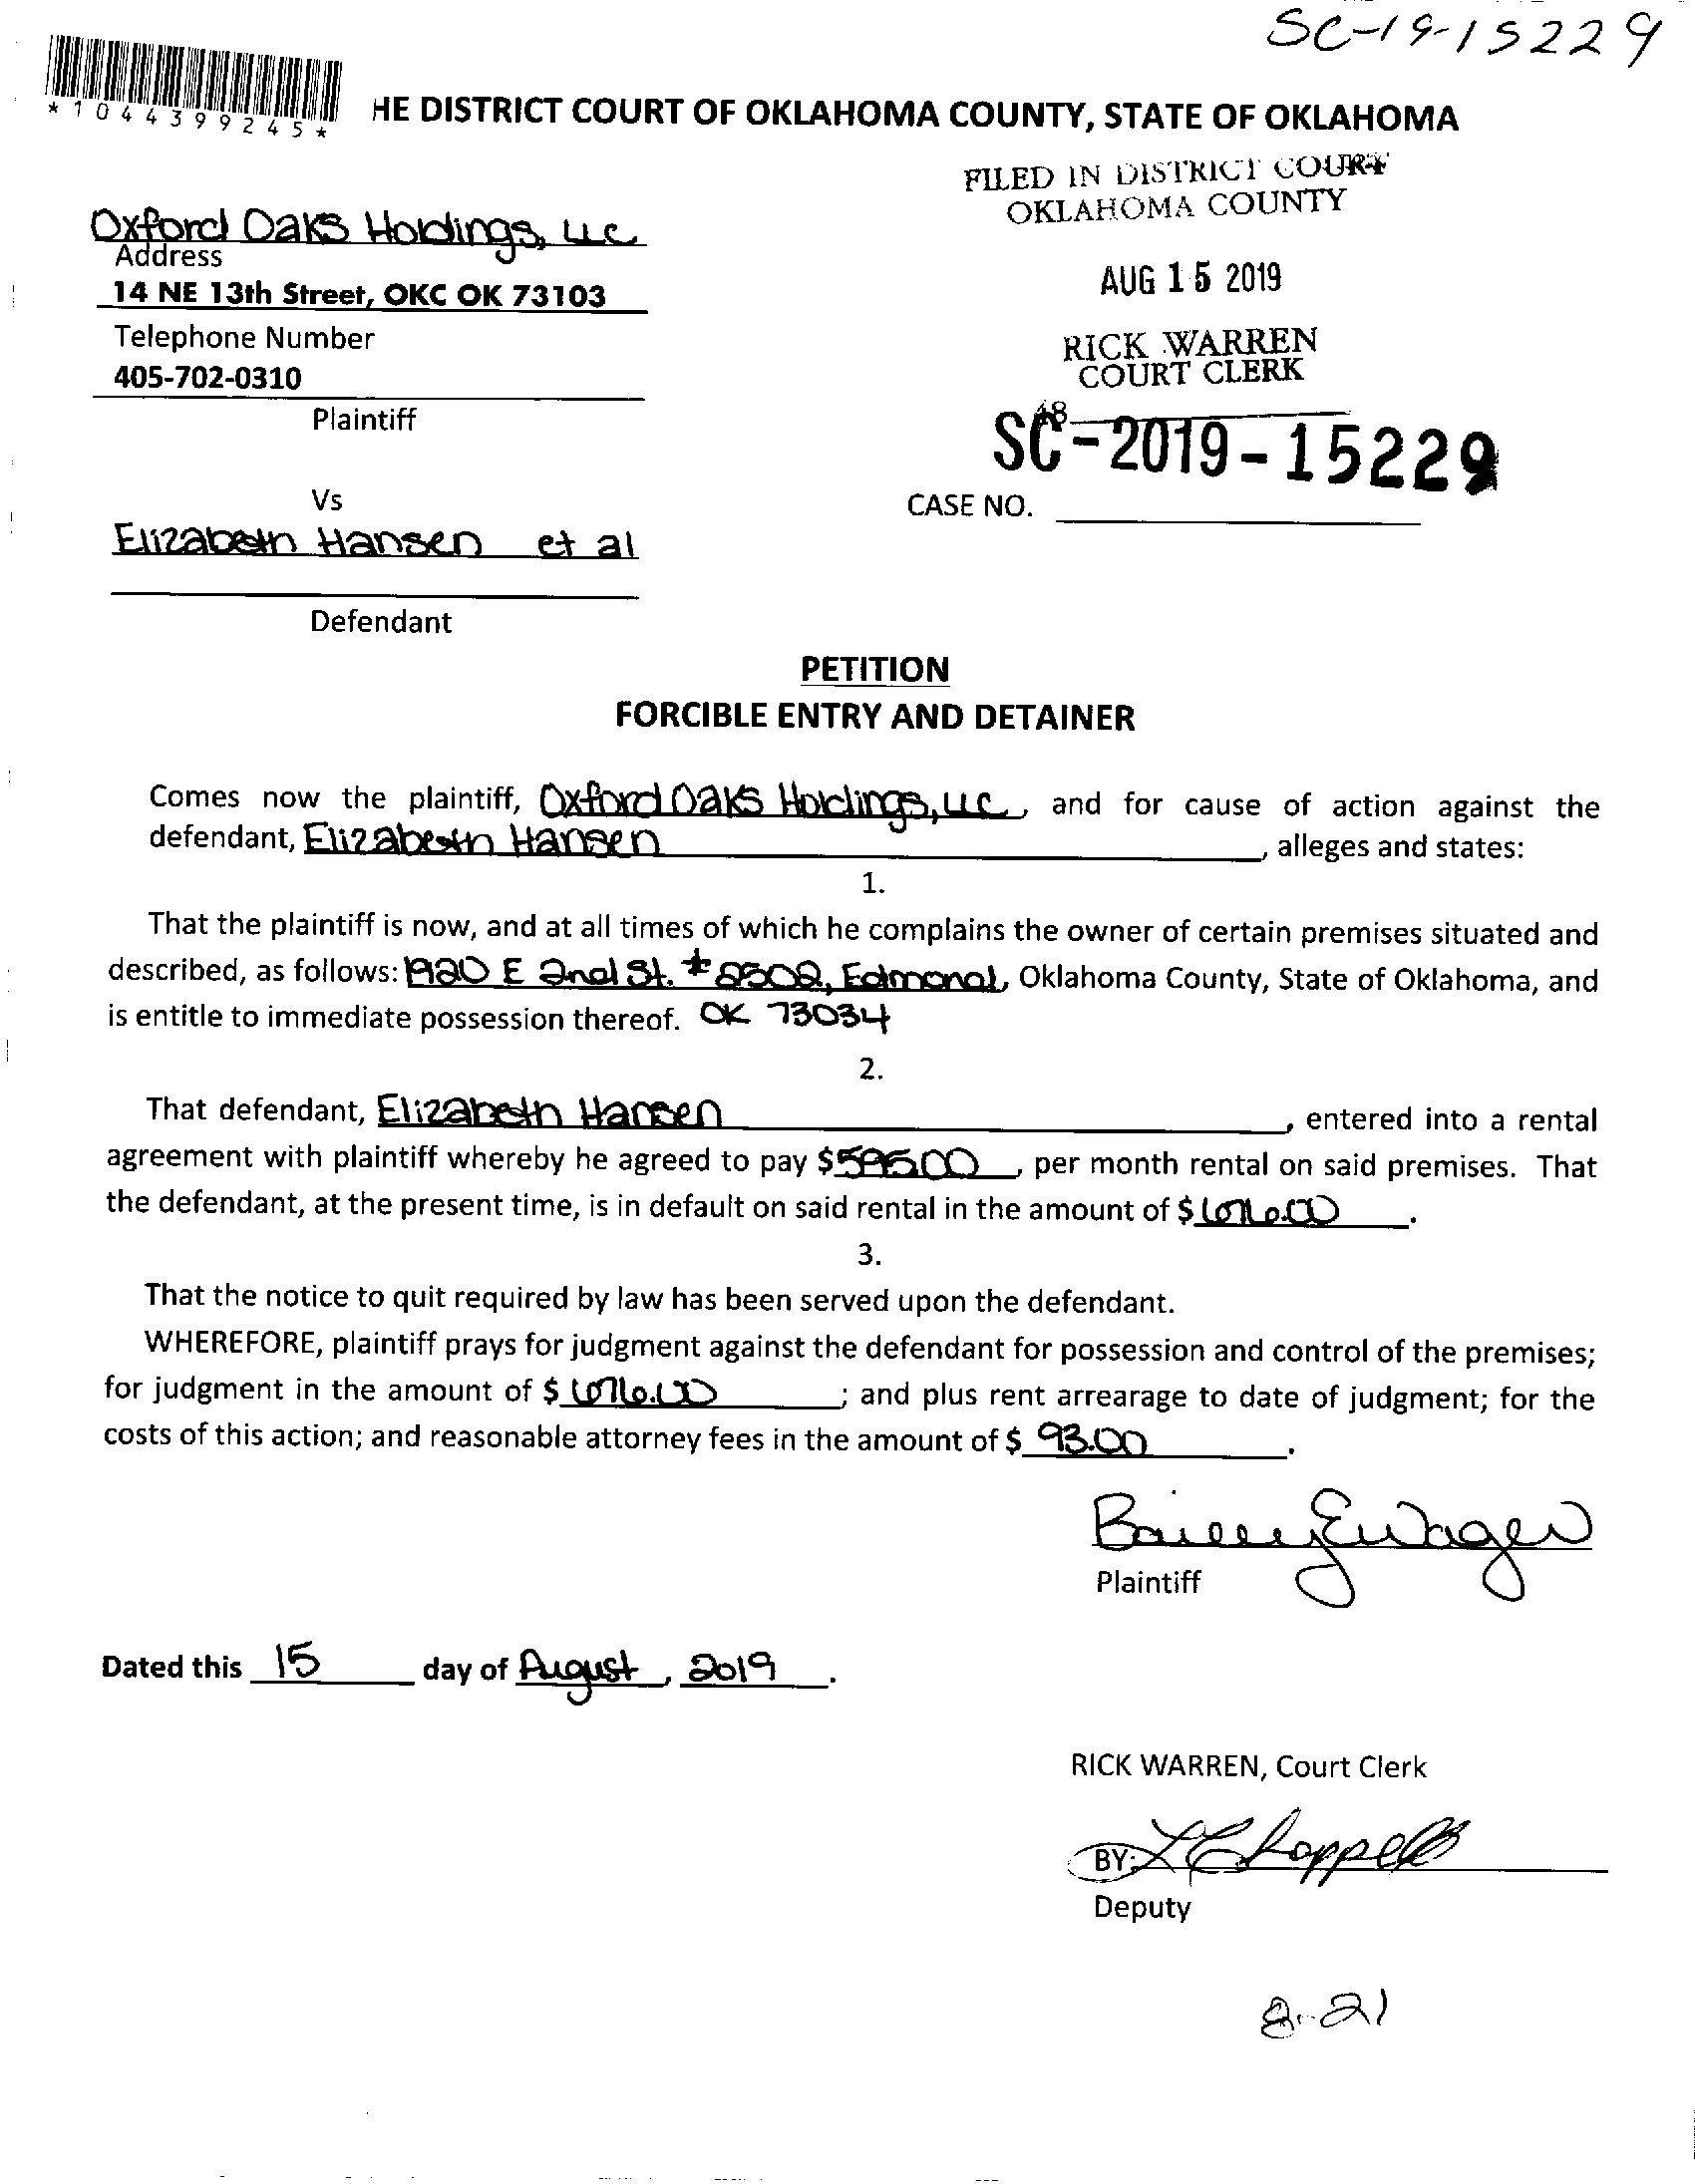 SC-19-15229
*1044399245*
HE DISTRICT COURT OF OKLAHOMA COUNTY, STATE OF OKLAHOMA
FILED IN DISTRICT COURT
OKLAHOMA COUNTY
Oxford Oaks Holdings, LLC
Address
14 NE 13th Street, OKC OK 73103
AUG 15 2019
Telephone Number
405-702-0310
RICK WARREN
COURT CLERK
Plaintiff
48
SC-2019-15229
Vs
CASE NO.
Elizabeth Hansen et al
Defendant
PETITION
FORCIBLE ENTRY AND DETAINER
Comes now the plaintiff, Oxford Oaks Holdings, LLC, and for cause of action against the
defendant, Elizabeth Hansen, alleges and states:
1.
That the plaintiff is now, and at all times of which he complains the owner of certain premises situated and
described, as follows: 1920 E 2nd St. # Edmond, Oklahoma County, State of Oklahoma, and
is entitle to immediate possession thereof. OK 73034
2.
That defendant, Elizabeth Hansen, entered into a rental
agreement with plaintiff whereby he agreed to pay $595.00, per month rental on said premises. That
the defendant, at the present time, is in default on said rental in the amount of $.
3.
That the notice to quit required by law has been served upon the defendant.
WHEREFORE, plaintiff prays for judgment against the defendant for possession and control of the premises;
for judgment in the amount of $; and plus rent arrearage to date of judgment; for the
costs of this action; and reasonable attorney fees in the amount of $ 93.00.
Plaintiff
Dated this 15 day of August, 2019.
RICK WARREN, Court Clerk
BY: Chappell
Deputy
8-21